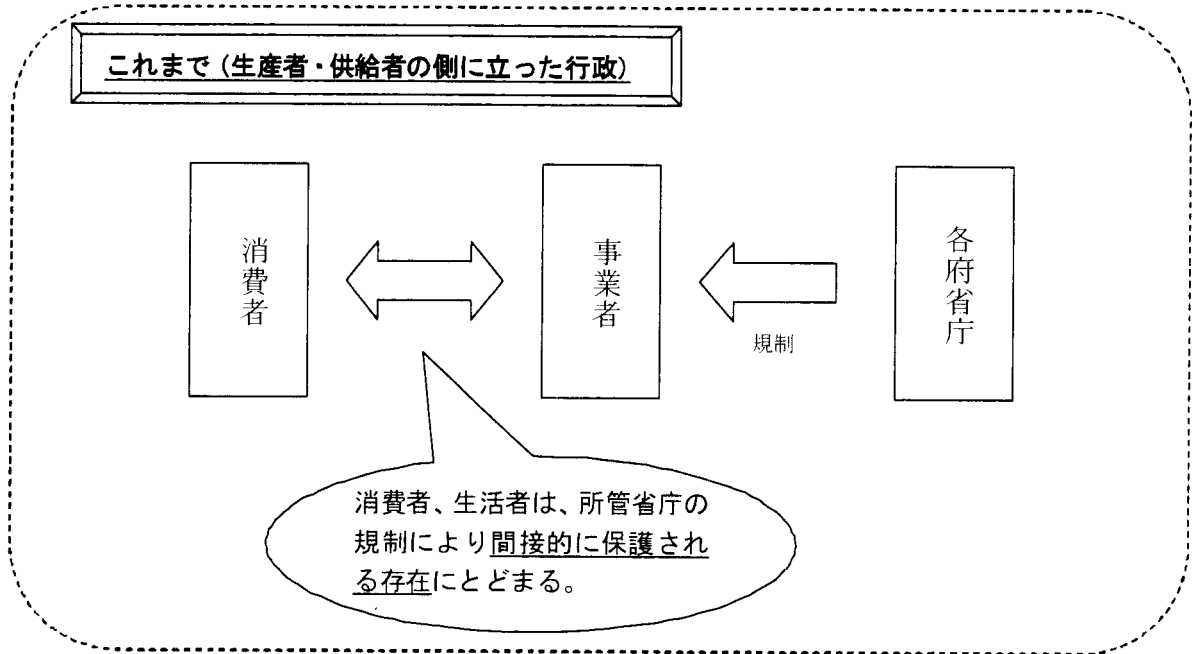 これまで（生産者・供給者の側に立った行政）
消費者
事業者
各府省庁
規制
消費者、生活者は、所管省庁の
規制により間接的に保護され
る存在にとどまる。